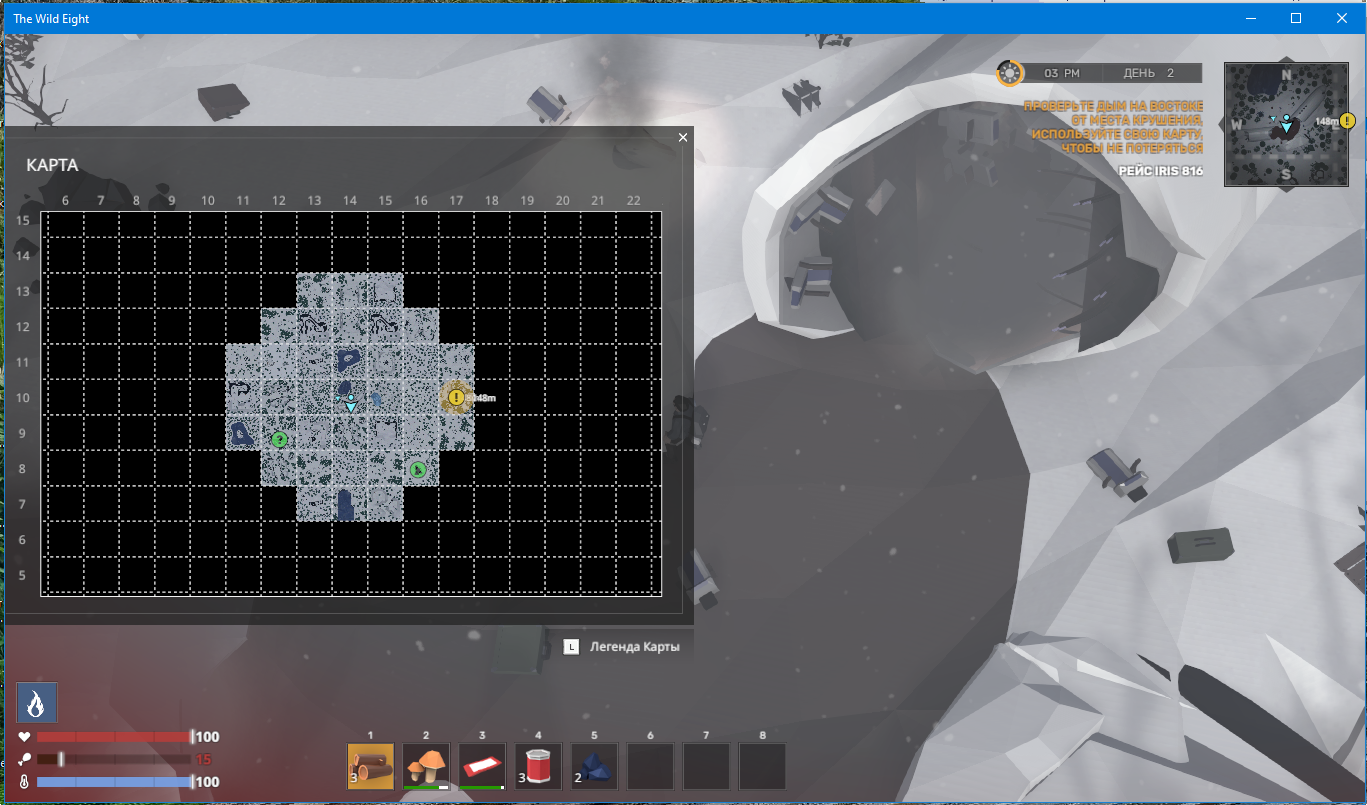 The Wild Eight
03 PM ДЕНЬ 2
ПРОВЕРЬТЕ ДЫМ НА ВОСТОКЕ
ОТ МЕСТА КРУШЕНИЯ,
ИСПОЛЬЗУЙТЕ СВОЮ КАРТУ,
ЧТОБЫ НЕ ПОТЕРЯТЬСЯ
РЕЙС IRIS 816
N
W
148m
S
КАРТА
6 7 8 9 10 11 12 13 14 15 16 17 18 19 20 21 22
15
14
13
12
11
10
9
8
7
6
5
L Легенда Карты
100
15
100
1 2 3 4 5 6 7 8
3 3 2